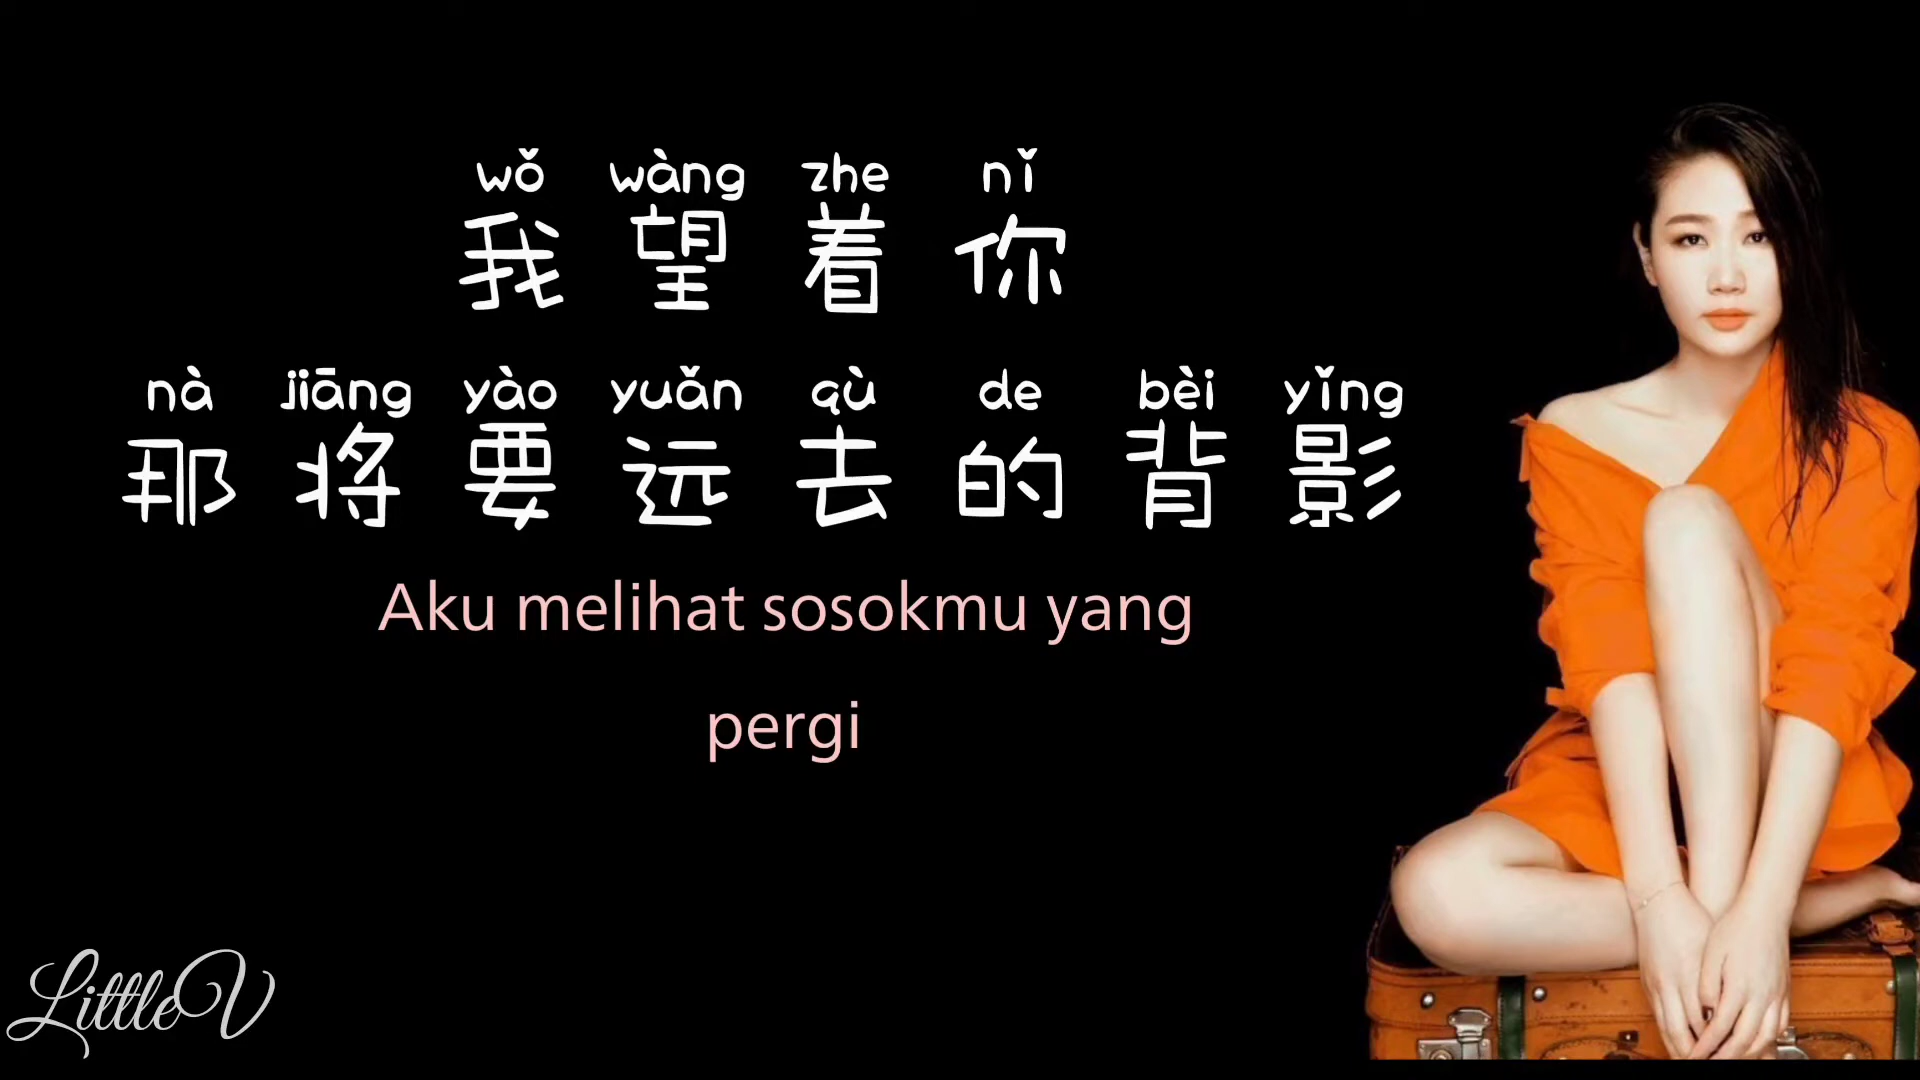 wǒ wàng zhe nǐ
我望着你
nà jiāng yào yuǎn qù de bèi yǐng
那将要远去的背影
Aku melihat sosokmu yang
pergi
LittleV